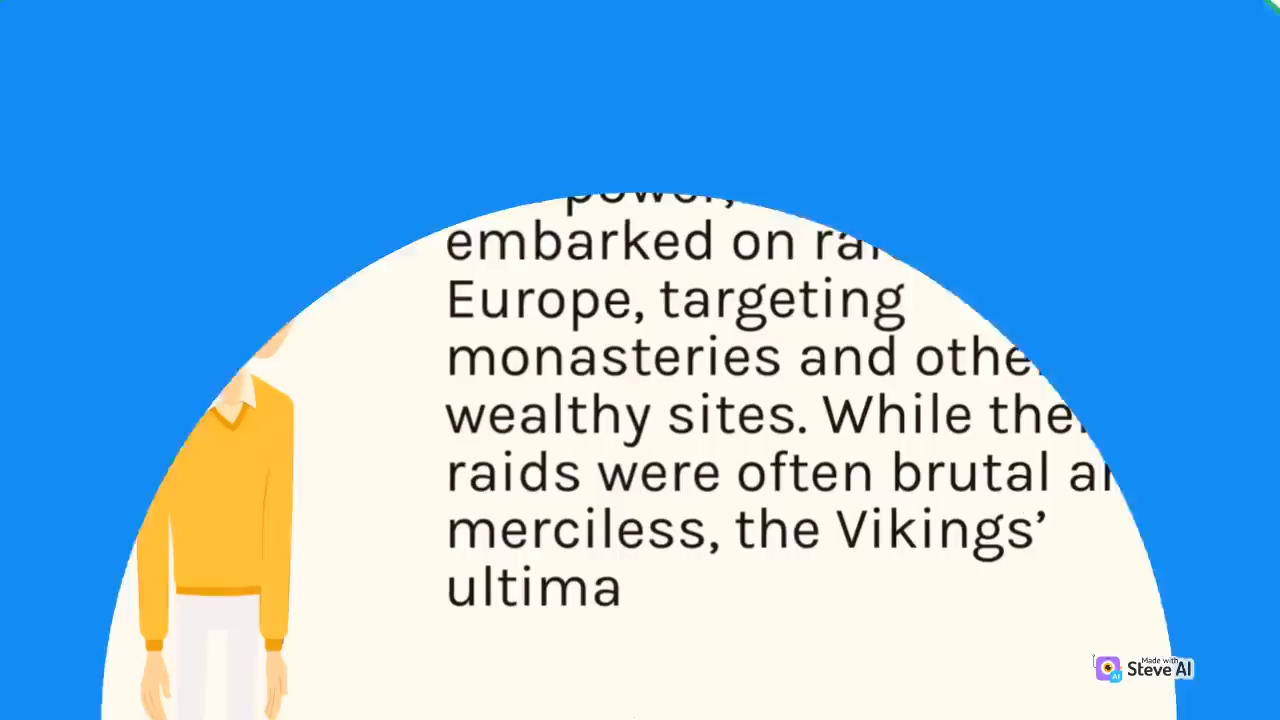 power,
embarked on
Europe, targeting
monasteries and
wealthy sites. While
raids were often brutal
merciless, the Vikings’
ultima
Made with
Steve AI